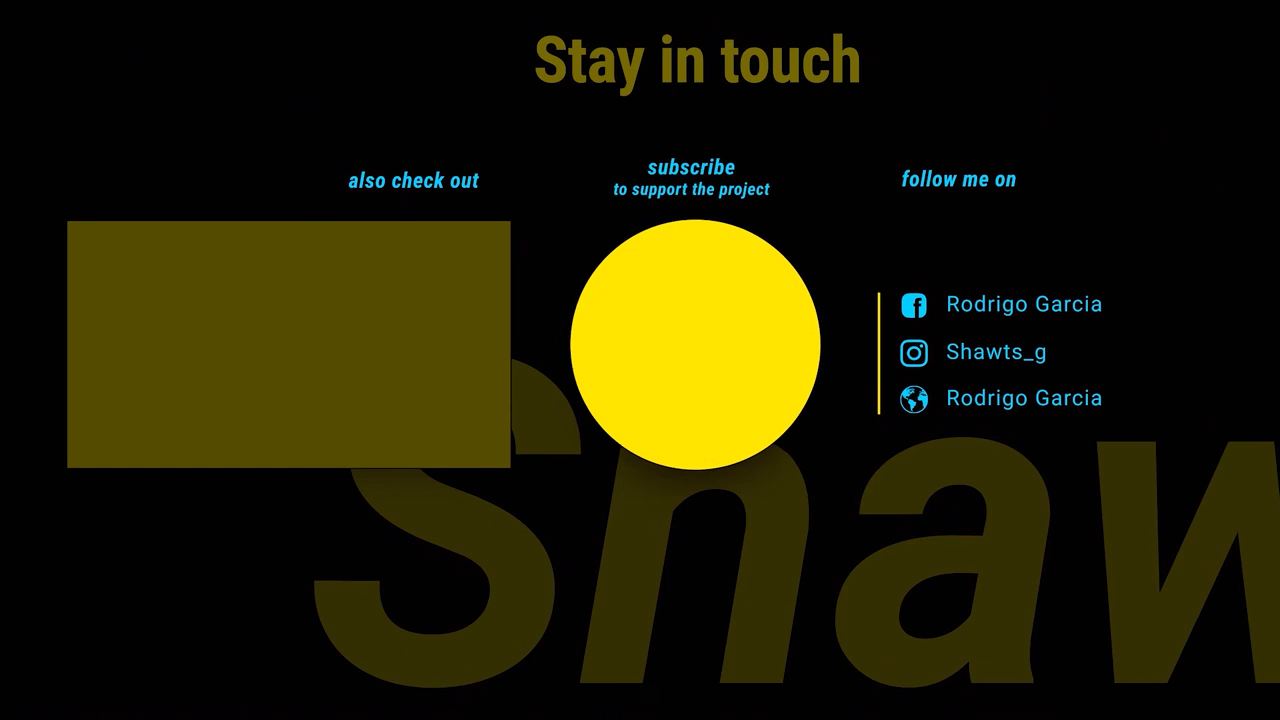 Stay in touch
also check out
subscribe
to support the project
follow me on
Rodrigo Garcia
Shawts_g
Rodrigo Garcia
Shaw